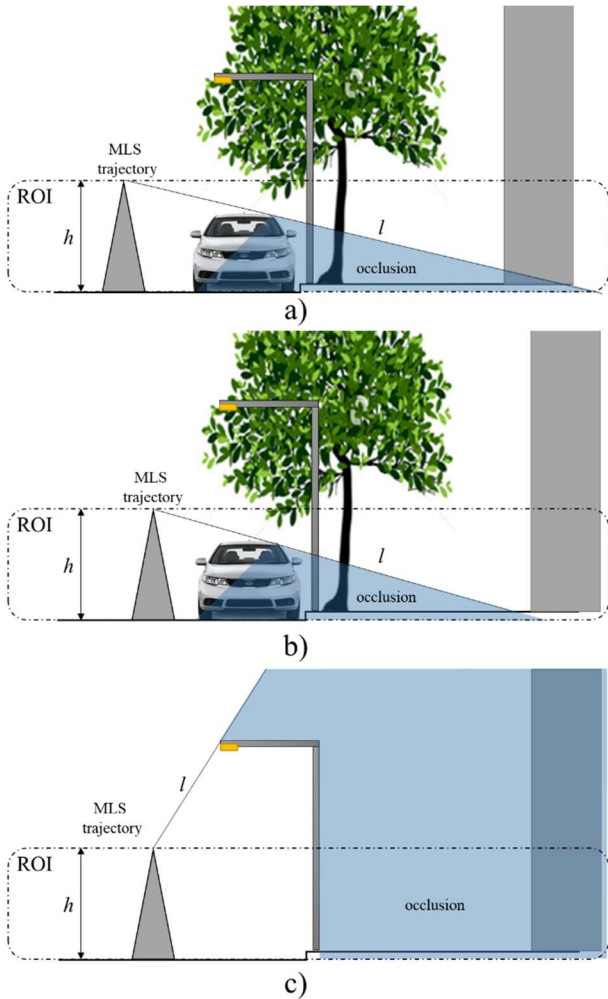 MLS
trajectory
ROI
h
l
occlusion
a)
MLS
trajectory
ROI
h
l
occlusion
b)
l
MLS
trajectory
ROI
h
occlusion
c)